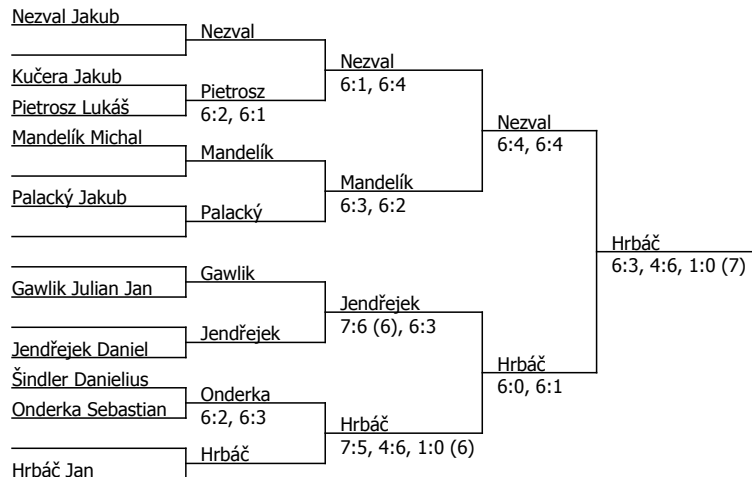 Nezval Jakub
Nezval
Nezval
6:1, 6:4
Kučera Jakub
Pietrosz
6:2, 6:1
Pietrosz Lukáš
Nezval
6:4, 6:4
Mandelík Michal
Mandelík
Mandelík
6:3, 6:2
Palacký Jakub
Palacký
Hrbáč
6:3, 4:6, 1:0 (7)
Gawlik
Gawlik Julian Jan
Jendřejek
7:6 (6), 6:3
Jendřejek
Jendřejek Daniel
Hrbáč
6:0, 6:1
Šindler Danielius
Onderka
6:2, 6:3
Onderka Sebastian
Hrbáč
7:5, 4:6, 1:0 (6)
Hrbáč
Hrbáč Jan